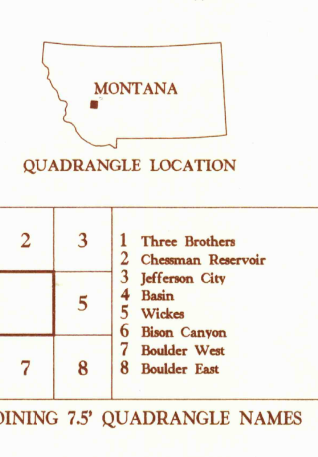 MONTANA
QUADRANGLE LOCATION
2 3
5
7 8
1 Three Brothers
2 Chessman Reservoir
3 Jefferson City
4 Basin
5 Wickes
6 Bison Canyon
7 Boulder West
8 Boulder East
OINING 7.5' QUADRANGLE NAMES